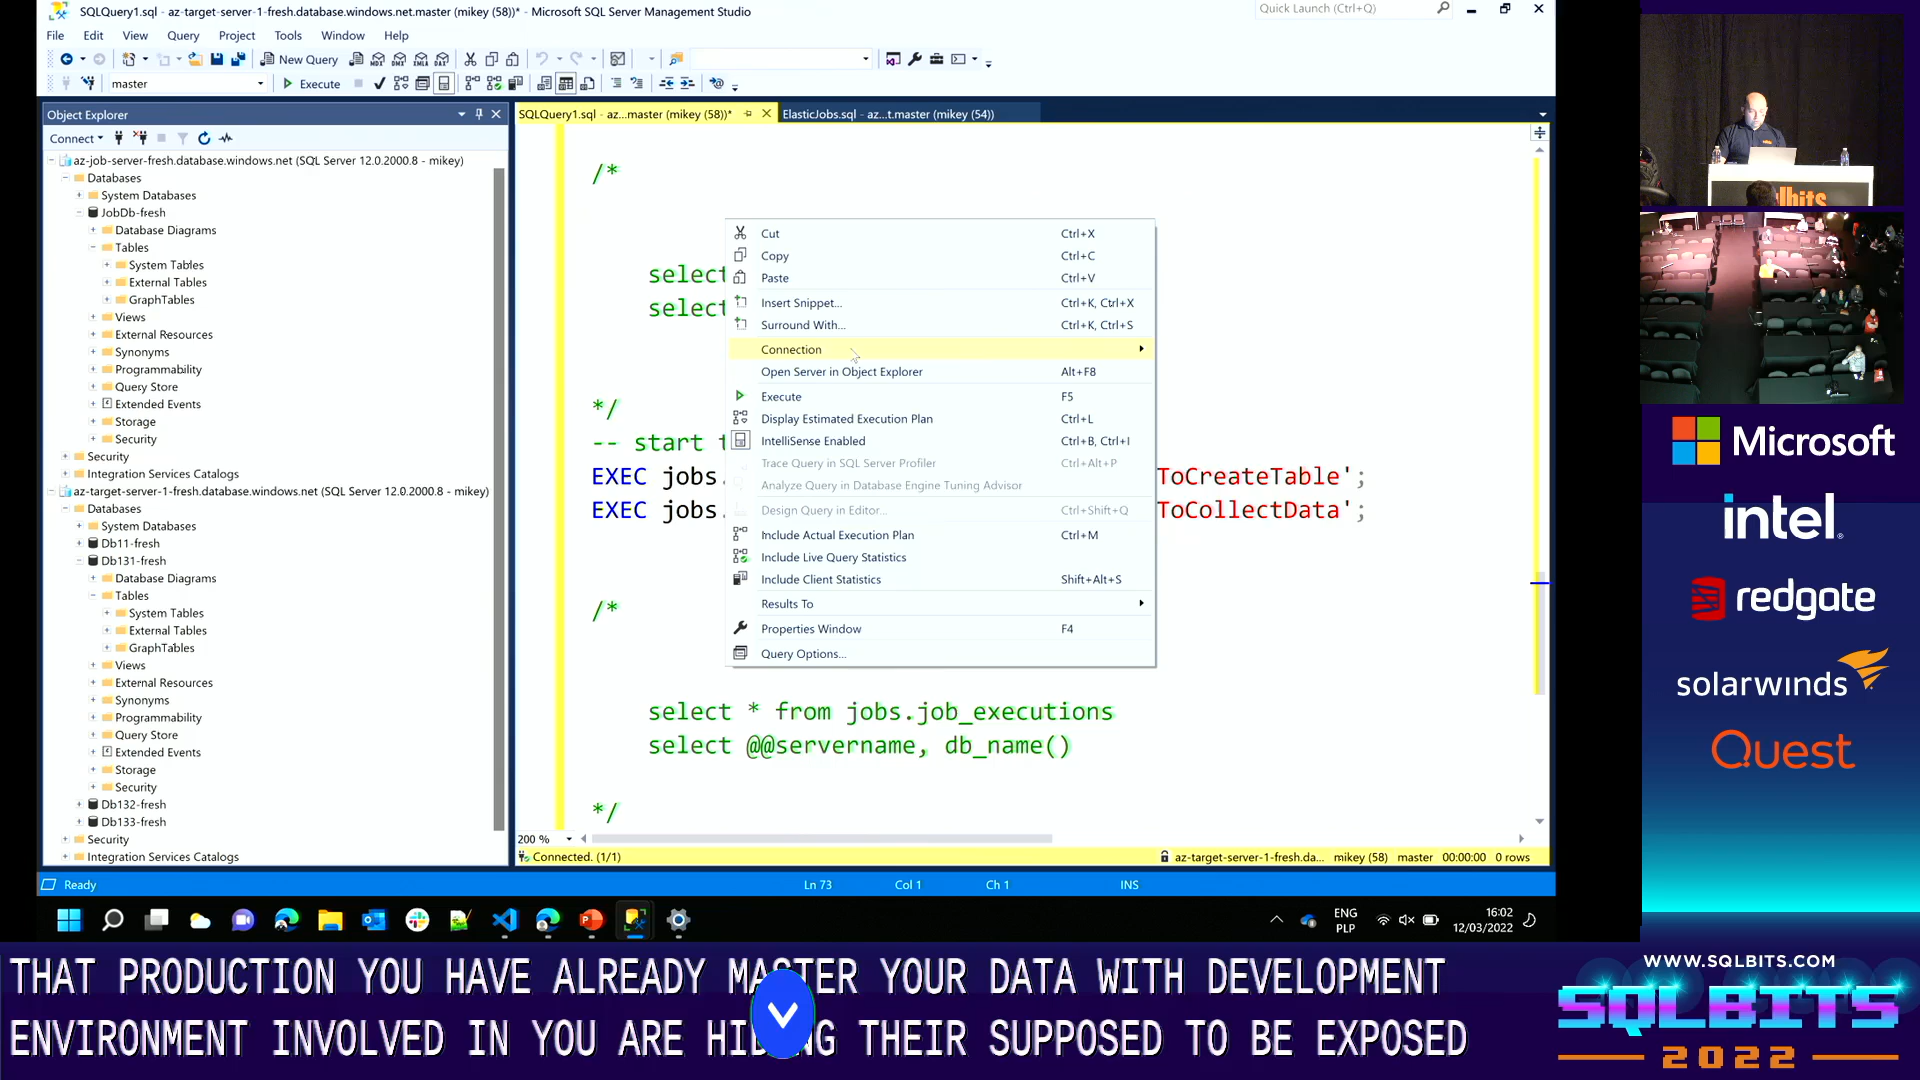 SQLQuery1.sql - az-target-server-1-fresh.database.windows.net.master (mikey (58))* - Microsoft SQL Server Management Studio
Quick Launch (Ctrl+Q)
File Edit View Query Project Tools Window Help
New Query
master
Execute
Object Explorer
SQLQuery1.sql - az...master (mikey (58))*
ElasticJobs.sql - az...t.master (mikey (54))
Connect
az-job-server-fresh.database.windows.net (SQL Server 12.0.2000.8 - mikey)
Databases
System Databases
JobDb-fresh
Database Diagrams
Tables
System Tables
External Tables
GraphTables
Views
External Resources
Synonyms
Programmability
Query Store
Extended Events
Storage
Security
Security
Integration Services Catalogs
az-target-server-1-fresh.database.windows.net (SQL Server 12.0.2000.8 - mikey)
Databases
System Databases
Db11-fresh
Db131-fresh
Database Diagrams
Tables
System Tables
External Tables
GraphTables
Views
External Resources
Synonyms
Programmability
Query Store
Extended Events
Storage
Security
Db132-fresh
Db133-fresh
Security
Integration Services Catalogs
/*
select
select
*/
-- start
EXEC jobs. ToCreateTable';
EXEC jobs. ToCollectData';
/*
select * from jobs.job_executions
select @@servername, db_name()
*/
Cut Ctrl+X
Copy Ctrl+C
Paste Ctrl+V
Insert Snippet... Ctrl+K, Ctrl+X
Surround With... Ctrl+K, Ctrl+S
Connection
Open Server in Object Explorer Alt+F8
Execute F5
Display Estimated Execution Plan Ctrl+L
IntelliSense Enabled Ctrl+B, Ctrl+I
Trace Query in SQL Server Profiler Ctrl+Alt+P
Analyze Query in Database Engine Tuning Advisor
Design Query in Editor... Ctrl+Shift+Q
Include Actual Execution Plan Ctrl+M
Include Live Query Statistics
Include Client Statistics Shift+Alt+S
Results To
Properties Window F4
Query Options...
200 %
Connected. (1/1)
az-target-server-1-fresh.da... mikey (58) master 00:00:00 0 rows
Ready Ln 73 Col 1 Ch 1 INS
ENG
PLP
16:02
12/03/2022
Microsoft
intel.
redgate
solarwinds
Quest
THAT PRODUCTION YOU HAVE ALREADY MASTER YOUR DATA WITH DEVELOPMENT
ENVIRONMENT INVOLVED IN YOU ARE HIDING THEIR SUPPOSED TO BE EXPOSED
WWW.SQLBITS.COM
SQLBITS
2022